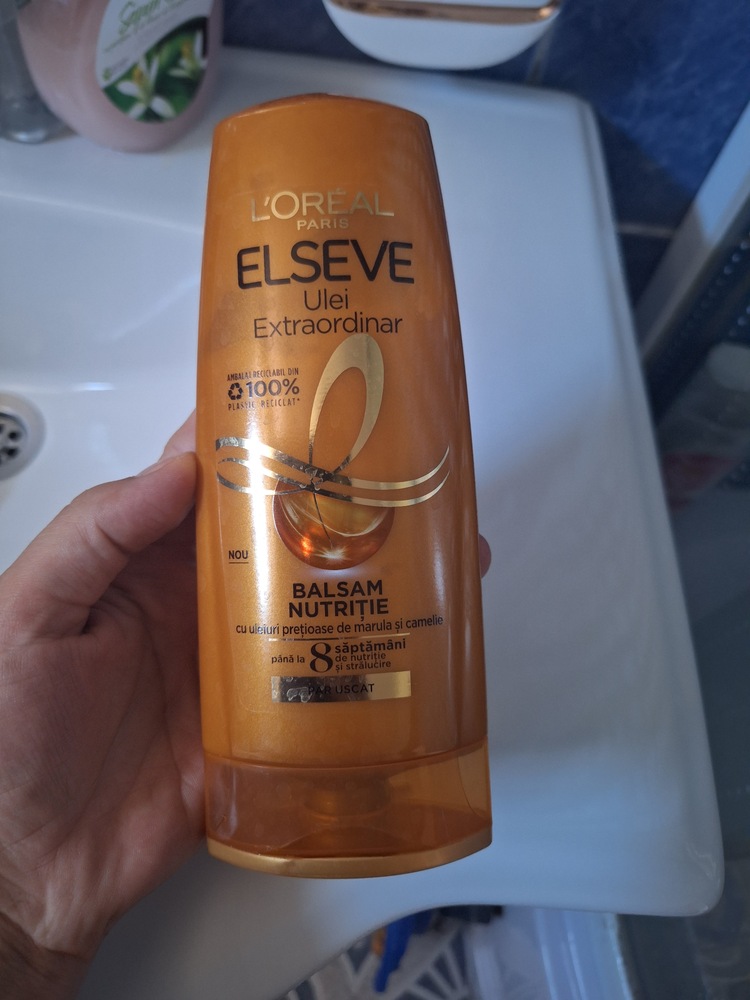 L'ORÉAL
PARIS
ELSEVE
Ulei
Extraordinar
AMBALAJ RECICLABIL DIN
100%
PLASTIC RECICLAT*
NOU
BALSAM
NUTRIȚIE
cu uleiuri prețioase de marula și camelie
până la 8 săptămâni
de nutriție
și strălucire
PĂR USCAT